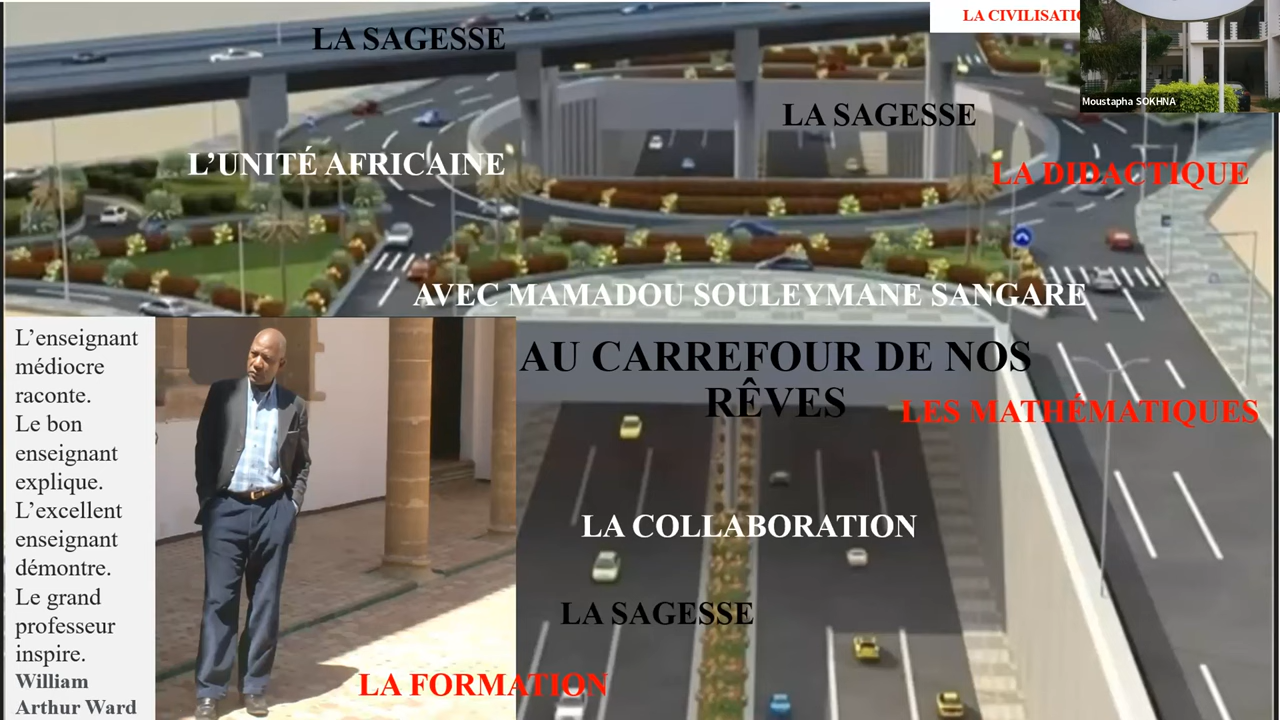 LA SAGESSE
LA SAGESSE
L’UNITÉ AFRICAINE
LA DIDACTIQUE
Moustapha SOKHNA
AVEC MAMADOU SOULEYMANE SANGARE
AU CARREFOUR DE NOS
RÊVES
LES MATHÉMATIQUES
LA COLLABORATION
LA SAGESSE
LA FORMATION
L’enseignant
médiocre
raconte.
Le bon
enseignant
explique.
L’excellent
enseignant
démontre.
Le grand
professeur
inspire.
William
Arthur Ward